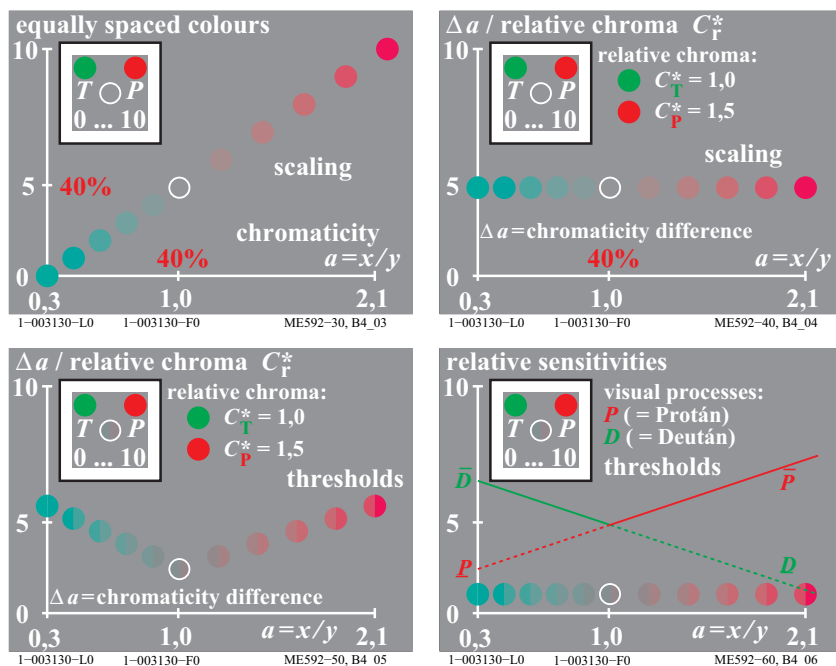 equally spaced colours
10
T P
0 ... 10
scaling
5
40%
chromaticity
40%
a=x/y
0
0,3 1,0 2,1
1−003130−L0 1−003130−F0 ME592−30, B4_03
Δa / relative chroma C*r
10
relative chroma:
C*T = 1,0
C*P = 1,5
T P
0 ... 10
scaling
5
Δa=chromaticity difference
40%
a=x/y
0
0,3 1,0 2,1
1−003130−L0 1−003130−F0 ME592−40, B4_04
Δa / relative chroma C*r
10
relative chroma:
C*T = 1,0
C*P = 1,5
T P
0 ... 10
thresholds
5
Δa=chromaticity difference
0
0,3 1,0 a=x/y 2,1
1−003130−L0 1−003130−F0 ME592−50, B4_05
relative sensitivities
10
visual processes:
P ( = Protán)
D ( = Deután)
T P
0 ... 10
thresholds
D̅ P̅
5
P̲ D̲
0
0,3 1,0 a=x/y 2,1
1−003130−L0 1−003130−F0 ME592−60, B4_06